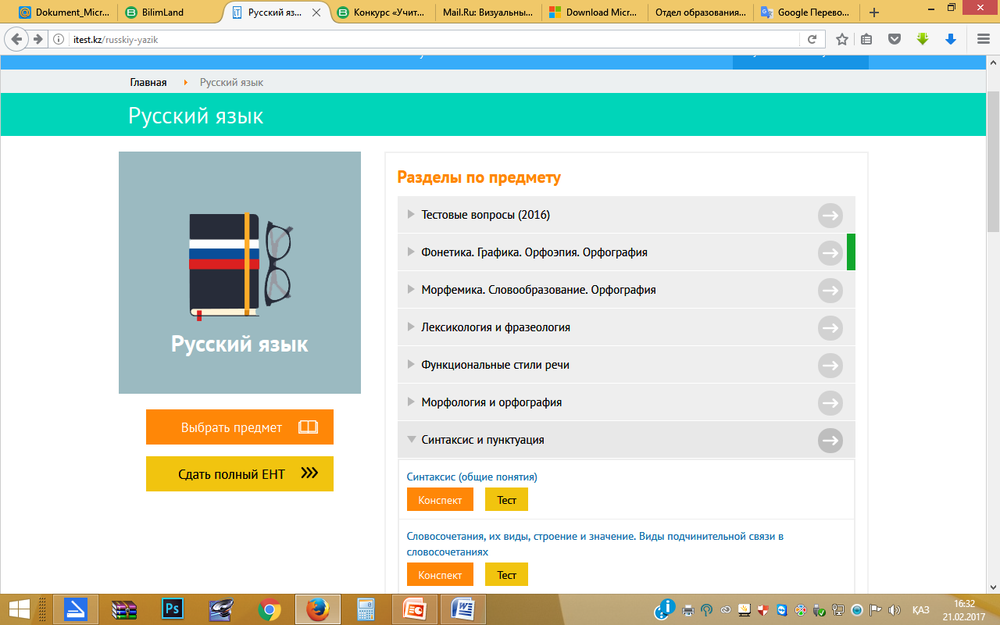 Dokument_Micr...
BilimLand
Русский яз...
Конкурс «Учит...
Mail.Ru: Визуальны...
Download Micr...
Отдел образования...
Google Перево...
itest.kz/russkiy-yazik
Главная
Русский язык
Русский язык
Русский язык
Выбрать предмет
Сдать полный ЕНТ
Разделы по предмету
Тестовые вопросы (2016)
Фонетика. Графика. Орфоэпия. Орфография
Морфемика. Словообразование. Орфография
Лексикология и фразеология
Функциональные стили речи
Морфология и орфография
Синтаксис и пунктуация
Синтаксис (общие понятия)
Конспект Тест
Словосочетания, их виды, строение и значение. Виды подчинительной связи в
словосочетаниях
Конспект Тест
Ps
ҚАЗ
16:32
21.02.2017